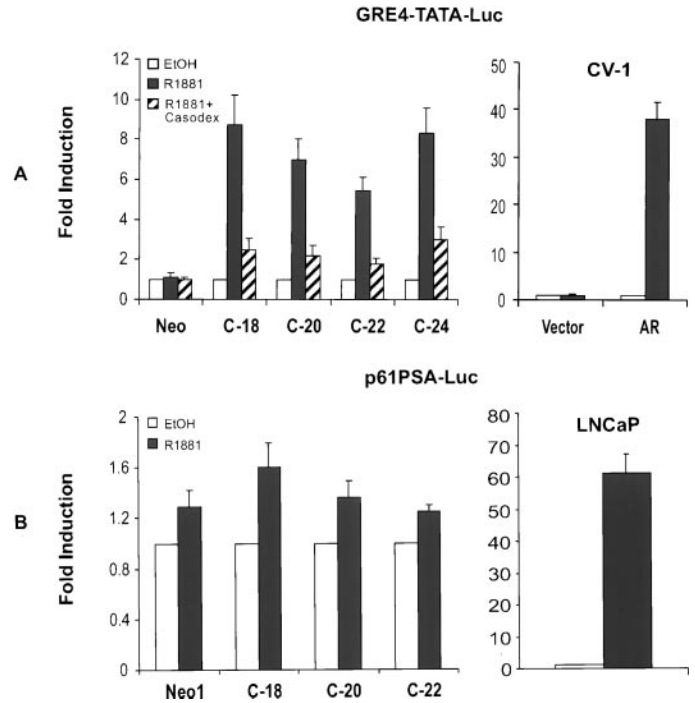 GRE4-TATA-Luc
A
Fold Induction
12
10
8
6
4
2
0
EtOH
R1881
R1881+
Casodex
Neo
C-18
C-20
C-22
C-24
CV-1
50
40
30
20
10
0
Vector
AR
p61PSA-Luc
B
Fold Induction
2
1.6
1.2
0.8
0.4
0
EtOH
R1881
Neo1
C-18
C-20
C-22
LNCaP
80
70
60
50
40
30
20
10
0